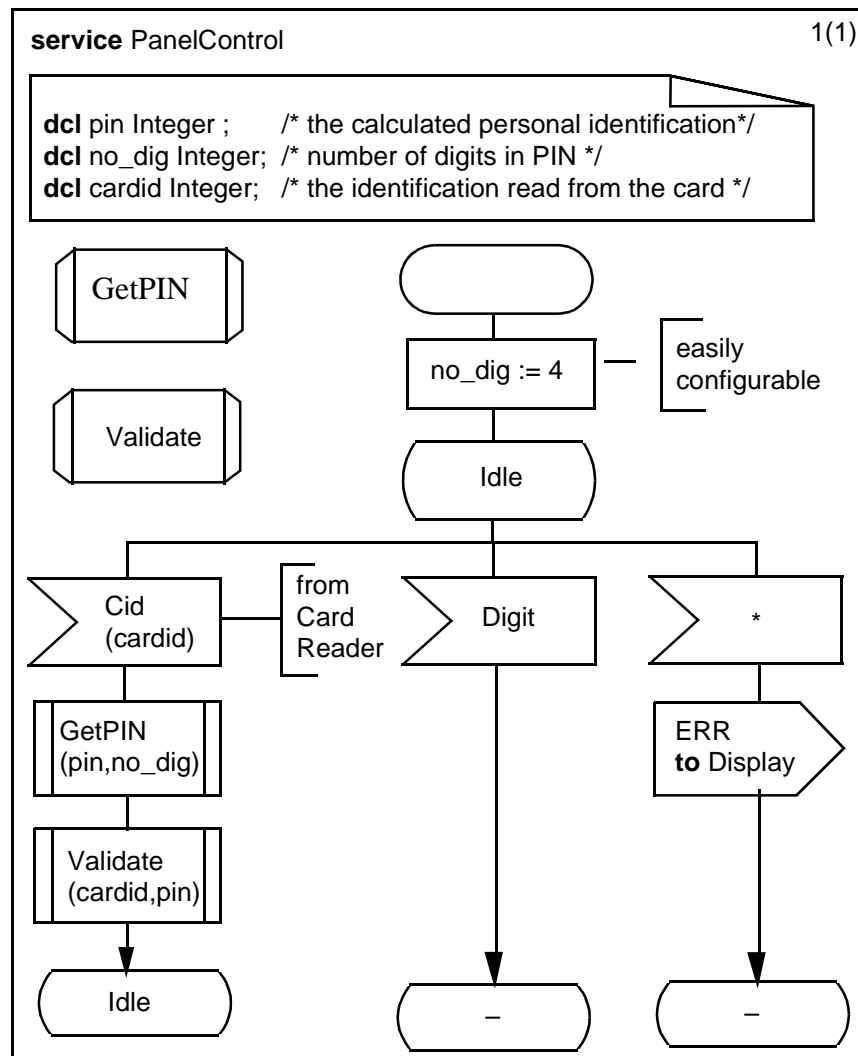 service PanelControl
1(1)
dcl pin Integer ; /* the calculated personal identification*/
dcl no_dig Integer; /* number of digits in PIN */
dcl cardid Integer; /* the identification read from the card */
GetPIN
no_dig := 4
easily
configurable
Validate
Idle
Cid
(cardid)
from
Card
Reader
Digit
*
GetPIN
(pin,no_dig)
ERR
to Display
Validate
(cardid,pin)
Idle
–
–